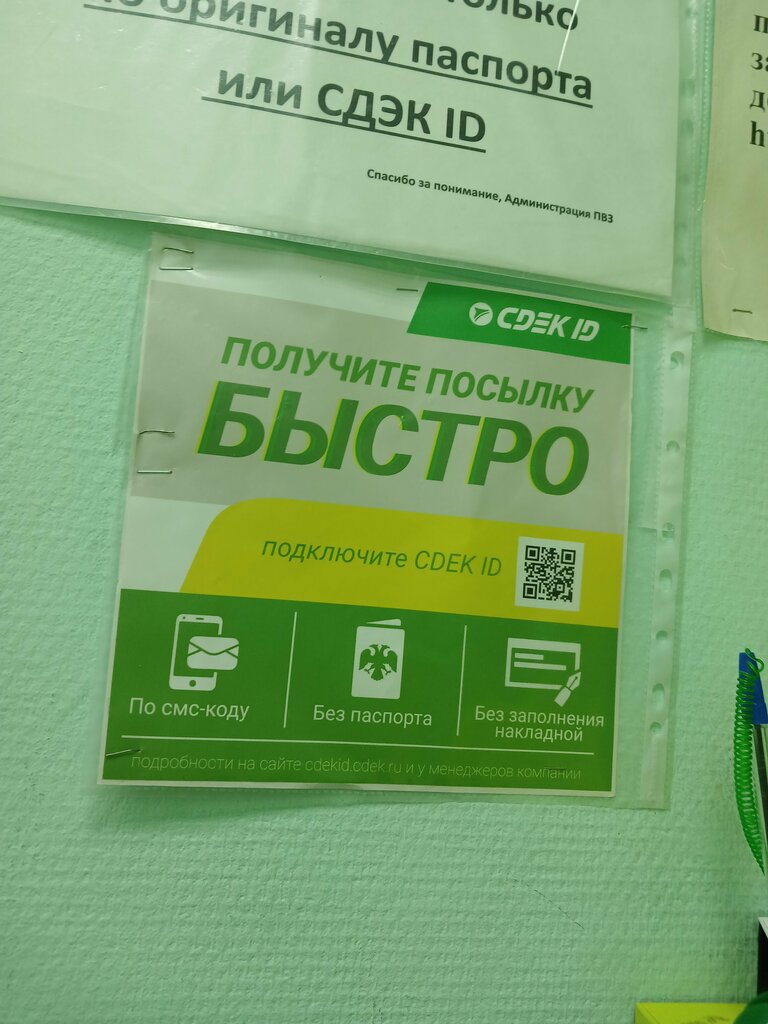 только
оригиналу паспорта
или СДЭК ID
Спасибо за понимание, Администрация ПВЗ
CDEK ID
ПОЛУЧИТЕ ПОСЫЛКУ
БЫСТРО
подключите CDEK ID
По смс-коду
Без паспорта
Без заполнения
накладной
подробности на сайте cdekid.cdek.ru и у менеджеров компании